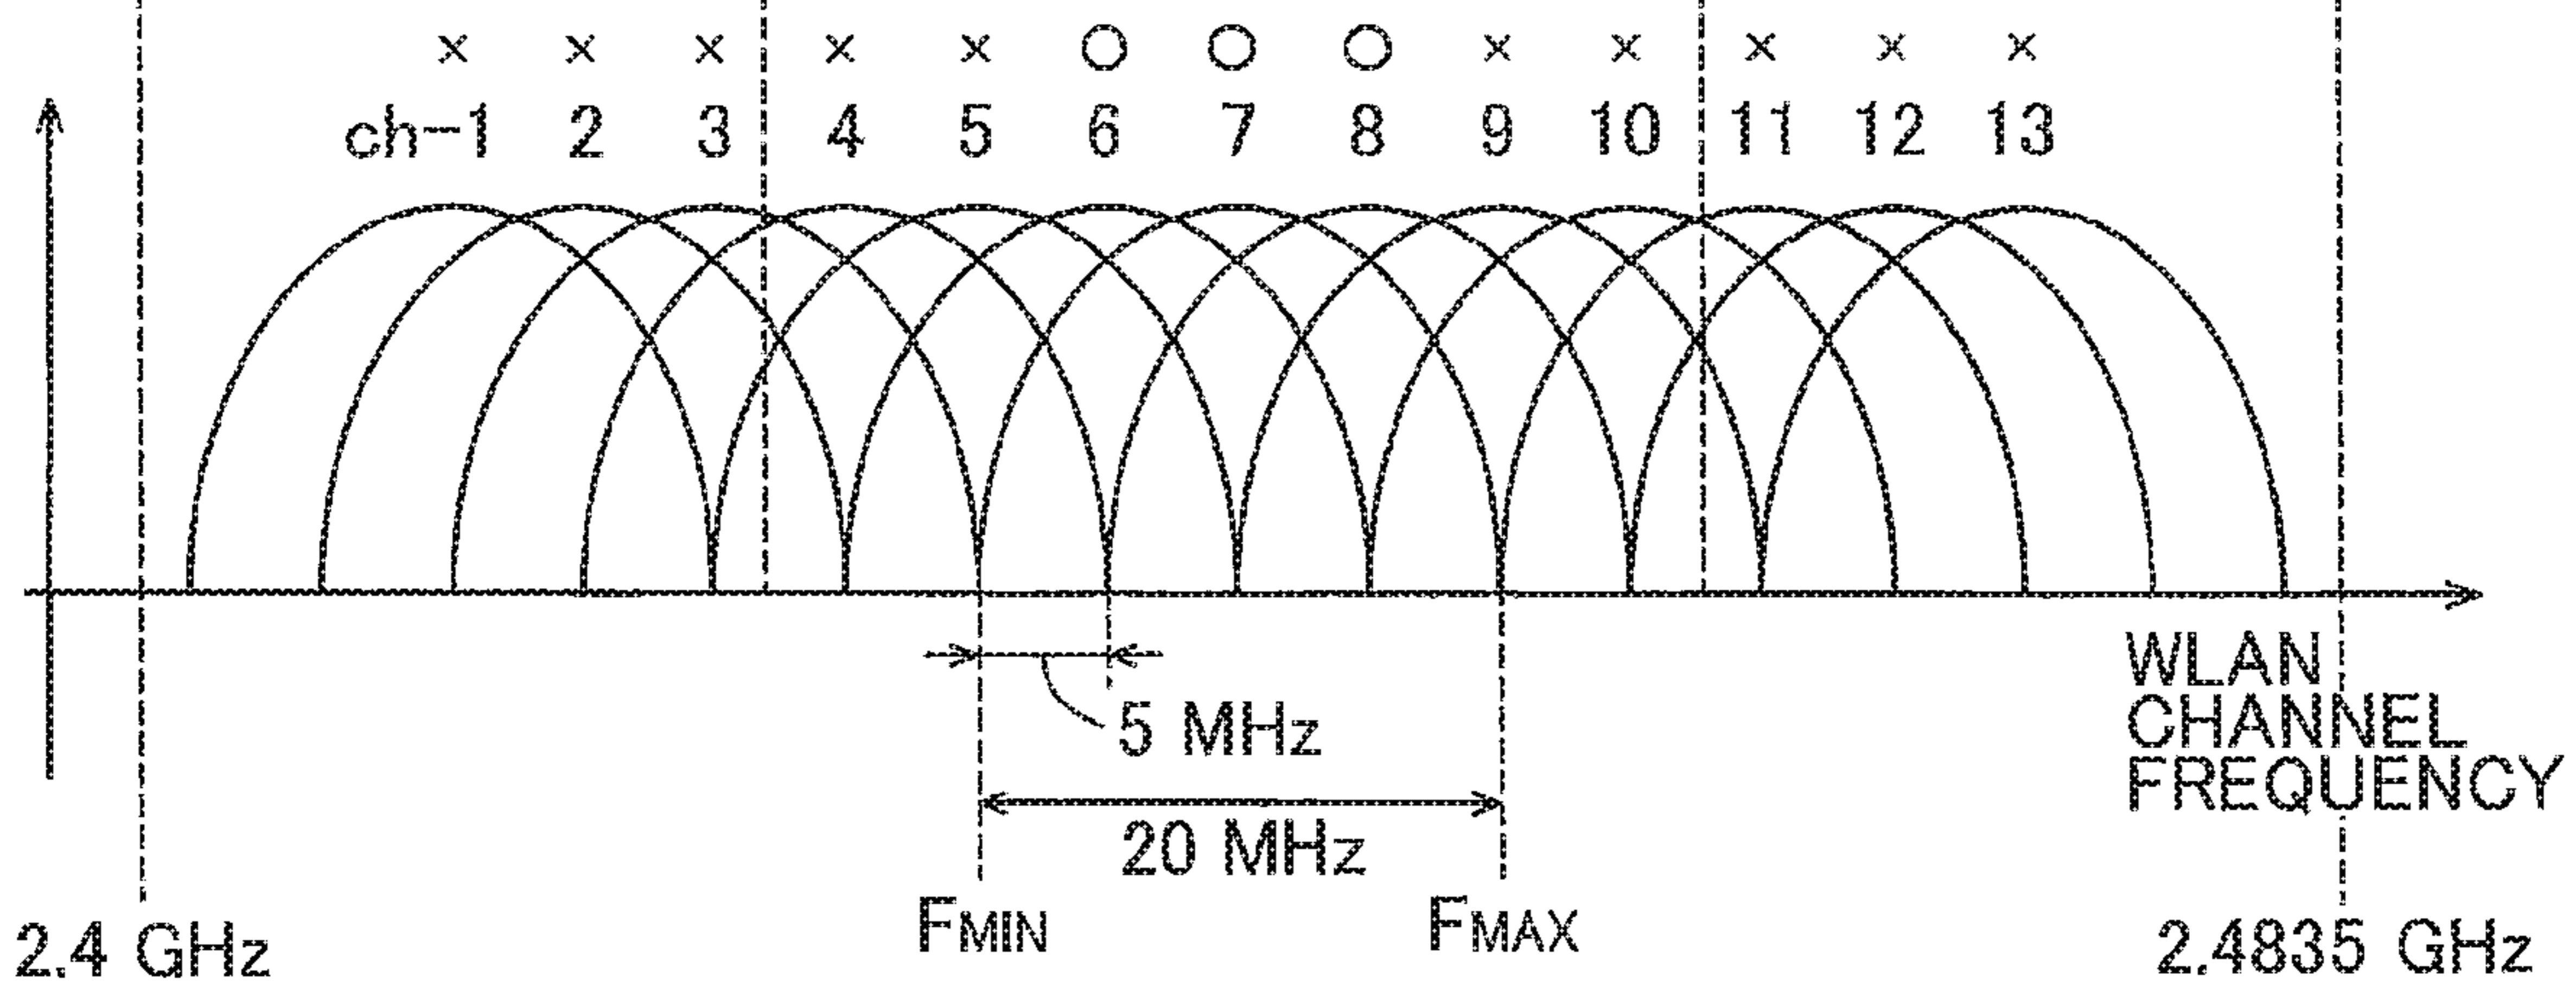 × × × × × ○ ○ ○ × × × × ×
ch-1 2 3 4 5 6 7 8 9 10 11 12 13
WLAN
CHANNEL
FREQUENCY
5 MHz
20 MHz
FMIN FMAX
2.4 GHz 2.4835 GHz